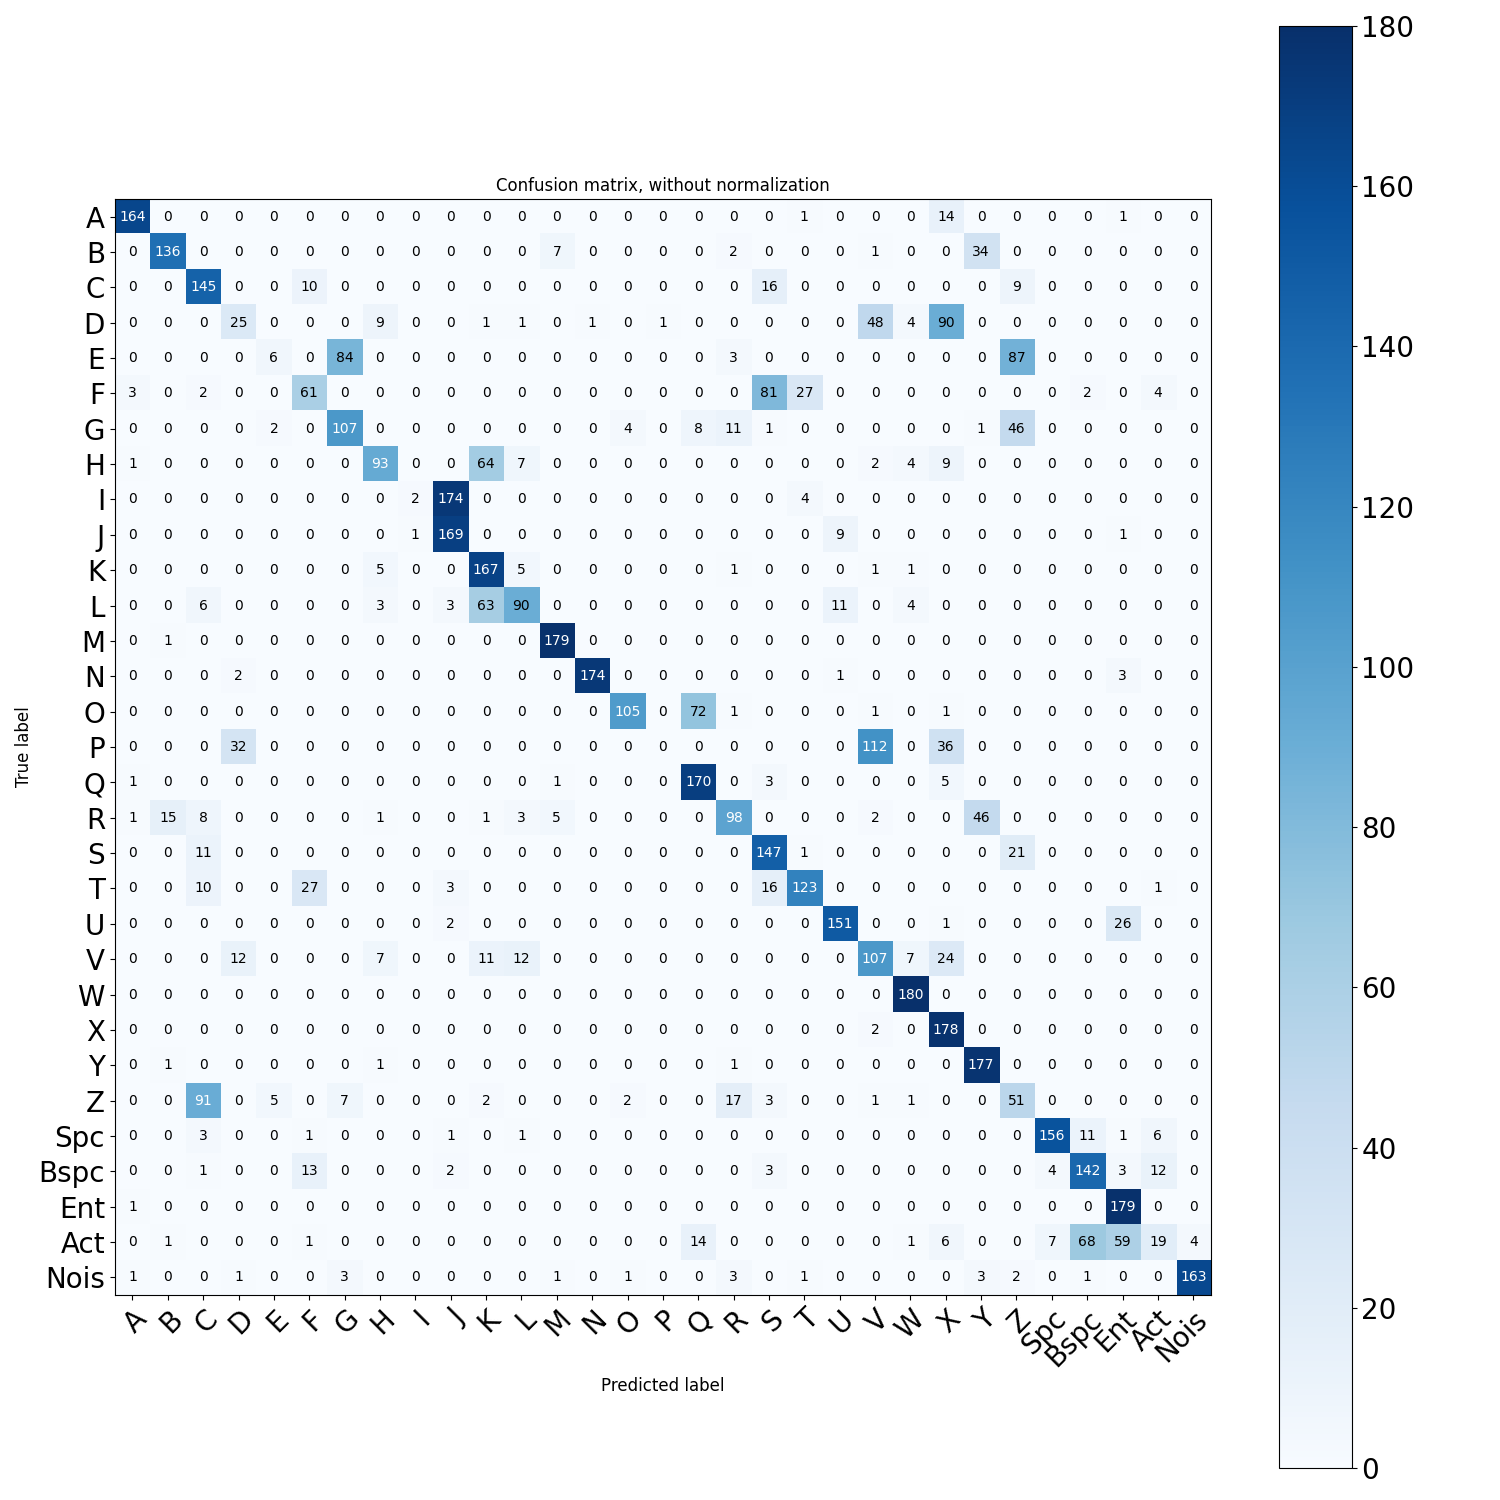 Confusion matrix, without normalization
A 164 0 0 0 0 0 0 0 0 0 0 0 0 0 0 0 0 0 0 1 0 0 0 14 0 0 0 0 1 0 0
B 0 136 0 0 0 0 0 0 0 0 0 0 7 0 0 0 0 2 0 0 0 1 0 0 34 0 0 0 0 0 0
C 0 0 145 0 0 10 0 0 0 0 0 0 0 0 0 0 0 0 16 0 0 0 0 0 0 9 0 0 0 0 0
D 0 0 0 25 0 0 0 9 0 0 1 1 0 1 0 1 0 0 0 0 0 48 4 90 0 0 0 0 0 0 0
E 0 0 0 0 6 0 84 0 0 0 0 0 0 0 0 0 0 3 0 0 0 0 0 0 0 87 0 0 0 0 0
F 3 0 2 0 0 61 0 0 0 0 0 0 0 0 0 0 0 0 81 27 0 0 0 0 0 0 0 2 0 4 0
G 0 0 0 0 2 0 107 0 0 0 0 0 0 0 4 0 8 11 1 0 0 0 0 0 1 46 0 0 0 0 0
H 1 0 0 0 0 0 0 93 0 0 64 7 0 0 0 0 0 0 0 0 0 2 4 9 0 0 0 0 0 0 0
I 0 0 0 0 0 0 0 0 2 174 0 0 0 0 0 0 0 0 0 4 0 0 0 0 0 0 0 0 0 0 0
J 0 0 0 0 0 0 0 0 1 169 0 0 0 0 0 0 0 0 0 0 9 0 0 0 0 0 0 0 1 0 0
K 0 0 0 0 0 0 0 5 0 0 167 5 0 0 0 0 0 1 0 0 0 1 1 0 0 0 0 0 0 0 0
L 0 0 6 0 0 0 0 3 0 3 63 90 0 0 0 0 0 0 0 0 11 0 4 0 0 0 0 0 0 0 0
M 0 1 0 0 0 0 0 0 0 0 0 0 179 0 0 0 0 0 0 0 0 0 0 0 0 0 0 0 0 0 0
N 0 0 0 2 0 0 0 0 0 0 0 0 0 174 0 0 0 0 0 0 1 0 0 0 0 0 0 0 3 0 0
O 0 0 0 0 0 0 0 0 0 0 0 0 0 0 105 0 72 1 0 0 0 1 0 1 0 0 0 0 0 0 0
P 0 0 0 32 0 0 0 0 0 0 0 0 0 0 0 0 0 0 0 0 0 112 0 36 0 0 0 0 0 0 0
Q 1 0 0 0 0 0 0 0 0 0 0 0 1 0 0 0 170 0 3 0 0 0 0 5 0 0 0 0 0 0 0
R 1 15 8 0 0 0 0 1 0 0 1 3 5 0 0 0 0 98 0 0 0 2 0 0 46 0 0 0 0 0 0
S 0 0 11 0 0 0 0 0 0 0 0 0 0 0 0 0 0 0 147 1 0 0 0 0 0 21 0 0 0 0 0
T 0 0 10 0 0 27 0 0 0 3 0 0 0 0 0 0 0 0 16 123 0 0 0 0 0 0 0 0 0 1 0
U 0 0 0 0 0 0 0 0 0 2 0 0 0 0 0 0 0 0 0 0 151 0 0 1 0 0 0 0 26 0 0
V 0 0 0 12 0 0 0 7 0 0 11 12 0 0 0 0 0 0 0 0 0 107 7 24 0 0 0 0 0 0 0
W 0 0 0 0 0 0 0 0 0 0 0 0 0 0 0 0 0 0 0 0 0 0 180 0 0 0 0 0 0 0 0
X 0 0 0 0 0 0 0 0 0 0 0 0 0 0 0 0 0 0 0 0 0 2 0 178 0 0 0 0 0 0 0
Y 0 1 0 0 0 0 0 1 0 0 0 0 0 0 0 0 0 1 0 0 0 0 0 0 177 0 0 0 0 0 0
Z 0 0 91 0 5 0 7 0 0 0 2 0 0 0 2 0 0 17 3 0 0 1 1 0 0 51 0 0 0 0 0
Spc 0 0 3 0 0 1 0 0 0 1 0 1 0 0 0 0 0 0 0 0 0 0 0 0 0 0 156 11 1 6 0
Bspc 0 0 1 0 0 13 0 0 0 2 0 0 0 0 0 0 0 0 3 0 0 0 0 0 0 0 4 142 3 12 0
Ent 1 0 0 0 0 0 0 0 0 0 0 0 0 0 0 0 0 0 0 0 0 0 0 0 0 0 0 0 179 0 0
Act 0 1 0 0 0 1 0 0 0 0 0 0 0 0 0 0 14 0 0 0 0 0 1 6 0 0 7 68 59 19 4
Nois 1 0 0 1 0 0 3 0 0 0 0 0 1 0 1 0 0 3 0 1 0 0 0 0 3 2 0 1 0 0 163
A B C D E F G H I J K L M N O P Q R S T U V W X Y Z Spc Bspc Ent Act Nois
Predicted label
True label
180
160
140
120
100
80
60
40
20
0